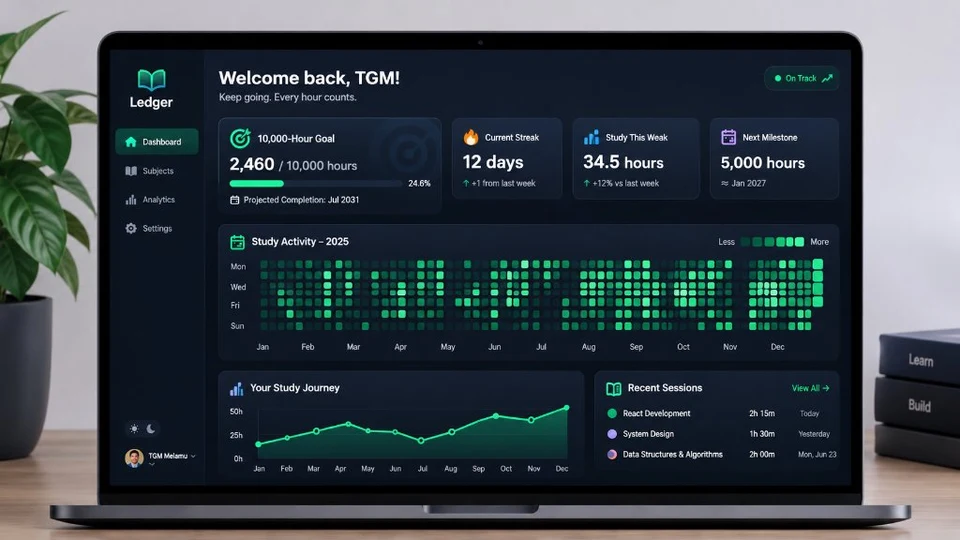 Ledger
Dashboard
Subjects
Analytics
Settings
TGM Melamu
Welcome back, TGM!
Keep going. Every hour counts.
On Track
10,000-Hour Goal
2,460 / 10,000 hours
24.6%
Projected Completion: Jul 2031
Current Streak
12 days
↑ +1 from last week
Study This Week
34.5 hours
↑ +12% vs last week
Next Milestone
5,000 hours
≈ Jan 2027
Study Activity – 2025
Less More
Mon
Wed
Fri
Sun
Jan Feb Mar Apr May Jun Jul Aug Sep Oct Nov Dec
Your Study Journey
50h
25h
0h
Jan Feb Mar Apr May Jun Jul Aug Sep Oct Nov Dec
Recent Sessions
View All →
React Development 2h 15m Today
System Design 1h 30m Yesterday
Data Structures & Algorithms 2h 00m Mon, Jun 23
Learn
Build